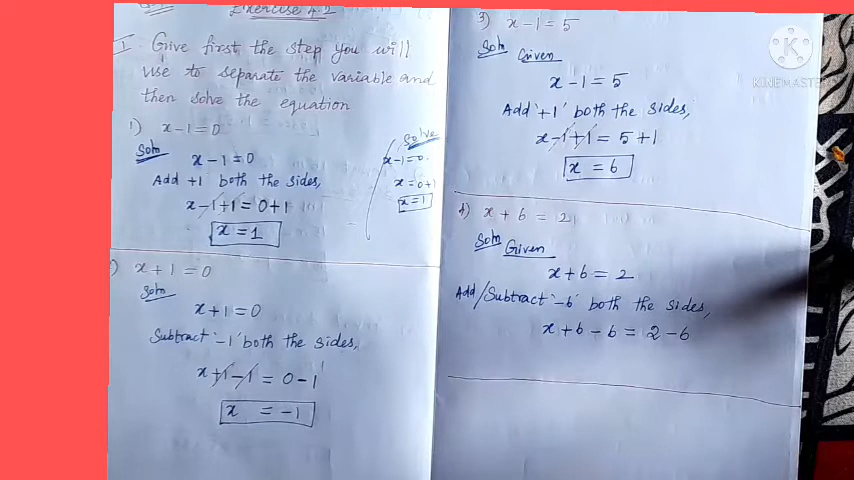 Exercise 4.2
I. Give first the step you will
use to separate the variable and
then solve the equation
1) x-1=0
Soln
x-1=0
Add +1 both the sides,
x-1+1=0+1
x=1
Solve
x-1=0.
x=0+1
x=1
) x+1=0
Soln
x+1=0
Subtract '-1' both the sides,
x+1-1=0-1
x = -1
3) x-1=5
Soln Given
x-1=5
Add '+1' both the sides,
x-1+1=5+1
x=6
4) x+6=2
Soln Given
x+6=2
Add/Subtract '-6' both the sides,
x+6-6=2-6
K
KINEMASTER